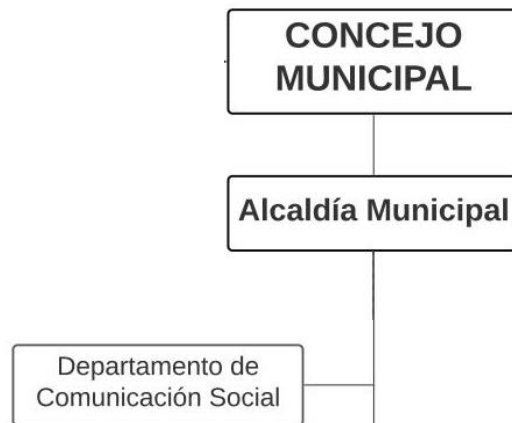 CONCEJO
MUNICIPAL
Alcaldía Municipal
Departamento de
Comunicación Social